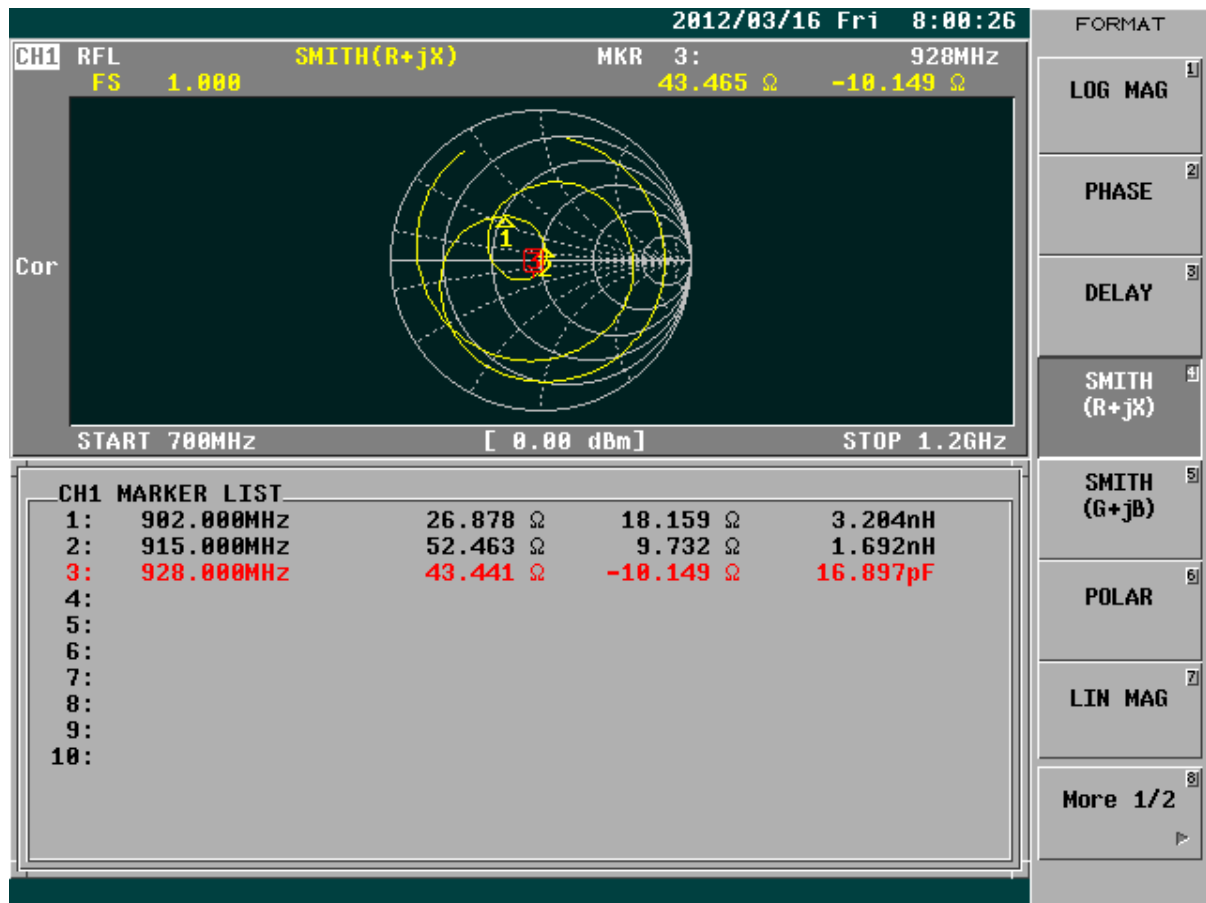 2012/03/16 Fri 8:00:26
CH1 RFL SMITH(R+jX) MKR 3: 928MHz
FS 1.000 43.465 Ω -10.149 Ω
1
3
2
Cor
START 700MHz [ 0.00 dBm] STOP 1.2GHz
CH1 MARKER LIST
1: 902.000MHz 26.878 Ω 18.159 Ω 3.204nH
2: 915.000MHz 52.463 Ω 9.732 Ω 1.692nH
3: 928.000MHz 43.441 Ω -10.149 Ω 16.897pF
4:
5:
6:
7:
8:
9:
10:
FORMAT
1
LOG MAG
2
PHASE
3
DELAY
4
SMITH
(R+jX)
5
SMITH
(G+jB)
6
POLAR
7
LIN MAG
8
More 1/2